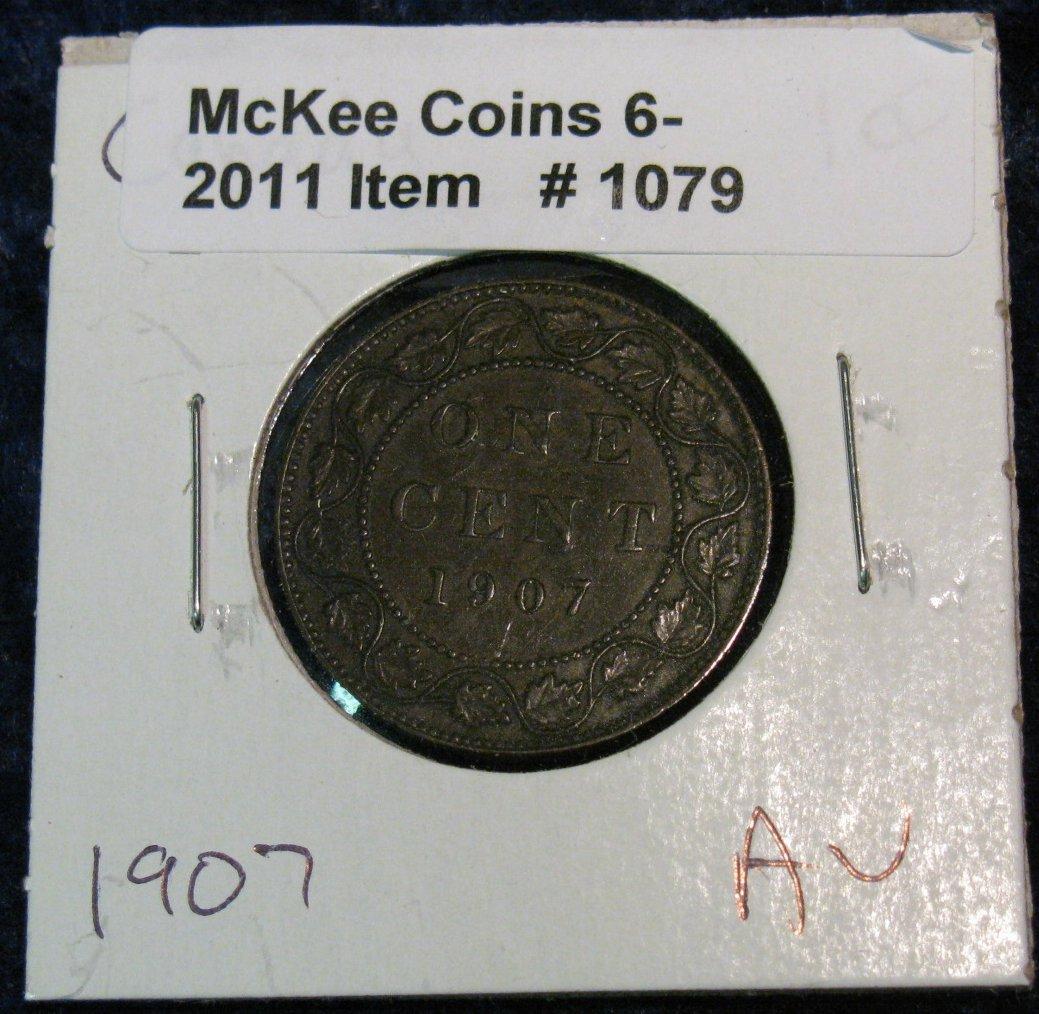 McKee Coins 6-
2011 Item # 1079
ONE
CENT
1907
1907
AU